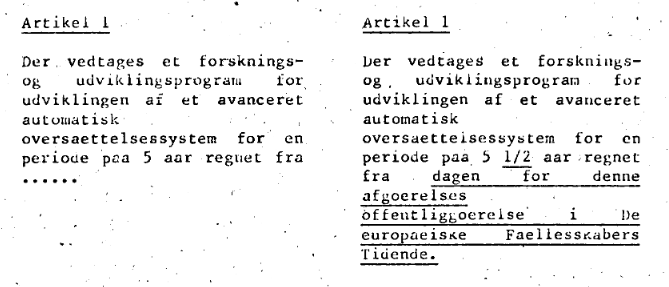 Artikel 1
Der vedtages et forsknings-
og udviklingsprogram for
udviklingen af et avanceret
automatisk
oversaettelsessystem for en
periode paa 5 aar regnet fra
......
Artikel 1
Der vedtages et forsknings-
og udviklingsprogram for
udviklingen af et avanceret
automatisk
oversaettelsessystem for en
periode paa 5 1/2 aar regnet
fra dagen for denne
afgoerelses
offentliggoerelse i De
europaeiske Faellesskabers
Tidende.